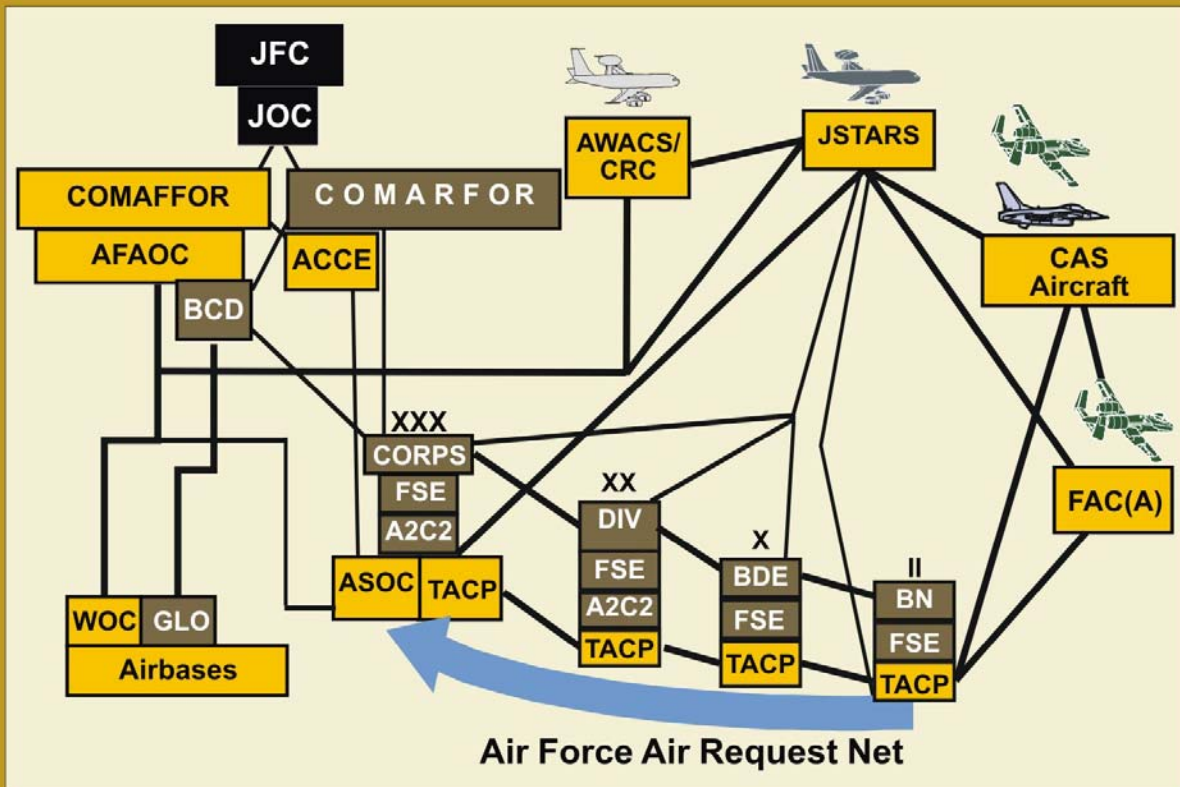 JFC
JOC
COMAFFOR
AFAOC
BCD
C O M A R F O R
ACCE
AWACS/
CRC
JSTARS
CAS
Aircraft
FAC(A)
XXX
CORPS
FSE
A2C2
ASOC
TACP
XX
DIV
FSE
A2C2
TACP
X
BDE
FSE
TACP
II
BN
FSE
TACP
WOC
GLO
Airbases
Air Force Air Request Net